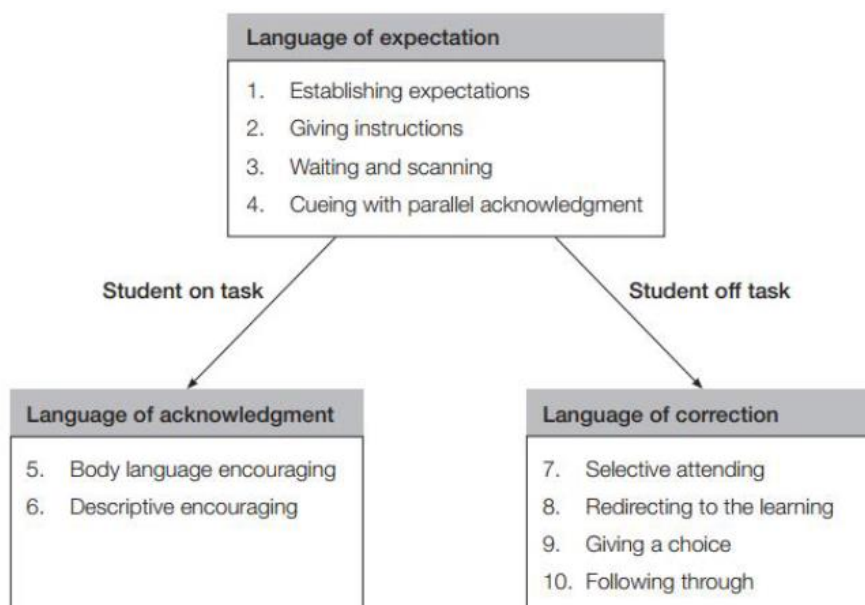 Language of expectation
1. Establishing expectations
2. Giving instructions
3. Waiting and scanning
4. Cueing with parallel acknowledgment
Student on task
Student off task
Language of acknowledgment
5. Body language encouraging
6. Descriptive encouraging
Language of correction
7. Selective attending
8. Redirecting to the learning
9. Giving a choice
10. Following through